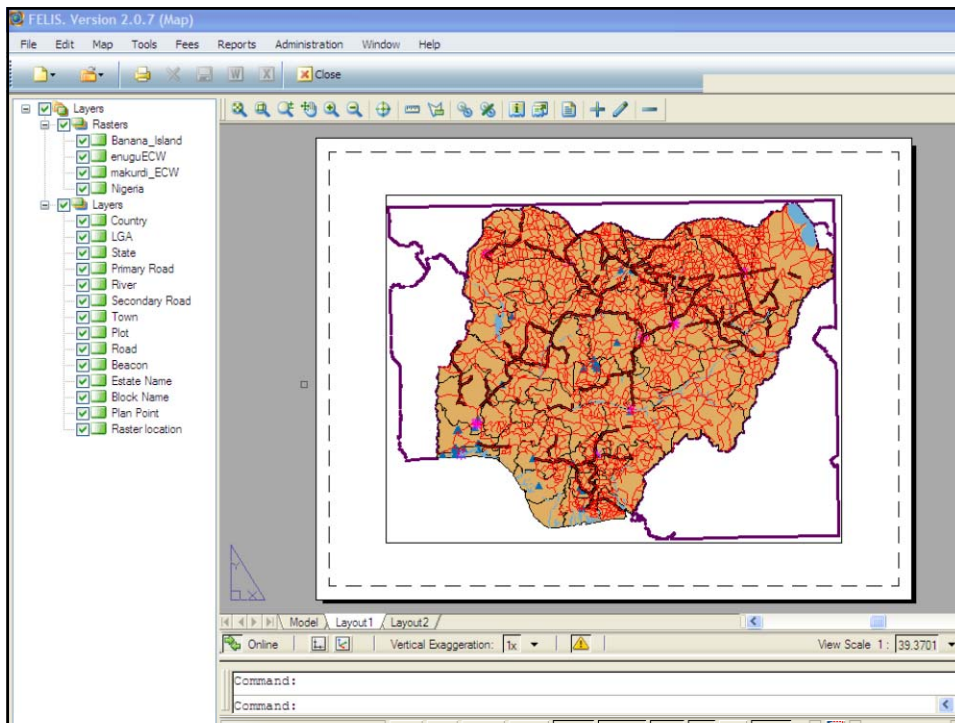 FELIS. Version 2.0.7 (Map)
File Edit Map Tools Fees Reports Administration Window Help
Close
Layers
Rasters
Banana_Island
enuguECW
makurdi_ECW
Nigeria
Layers
Country
LGA
State
Primary Road
River
Secondary Road
Town
Plot
Road
Beacon
Estate Name
Block Name
Plan Point
Raster location
Y
X
Model Layout1 Layout2
Online Vertical Exaggeration: 1x View Scale 1 : 39.3701
Command:
Command: